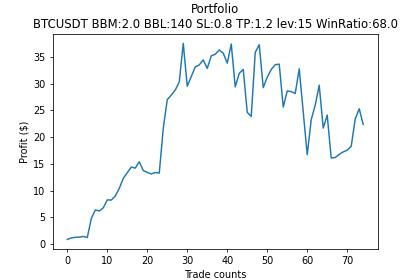 Portfolio
BTCUSDT BBM:2.0 BBL:140 SL:0.8 TP:1.2 lev:15 WinRatio:68.0
35
30
25
20
15
10
5
0
Profit ($)
0 10 20 30 40 50 60 70
Trade counts